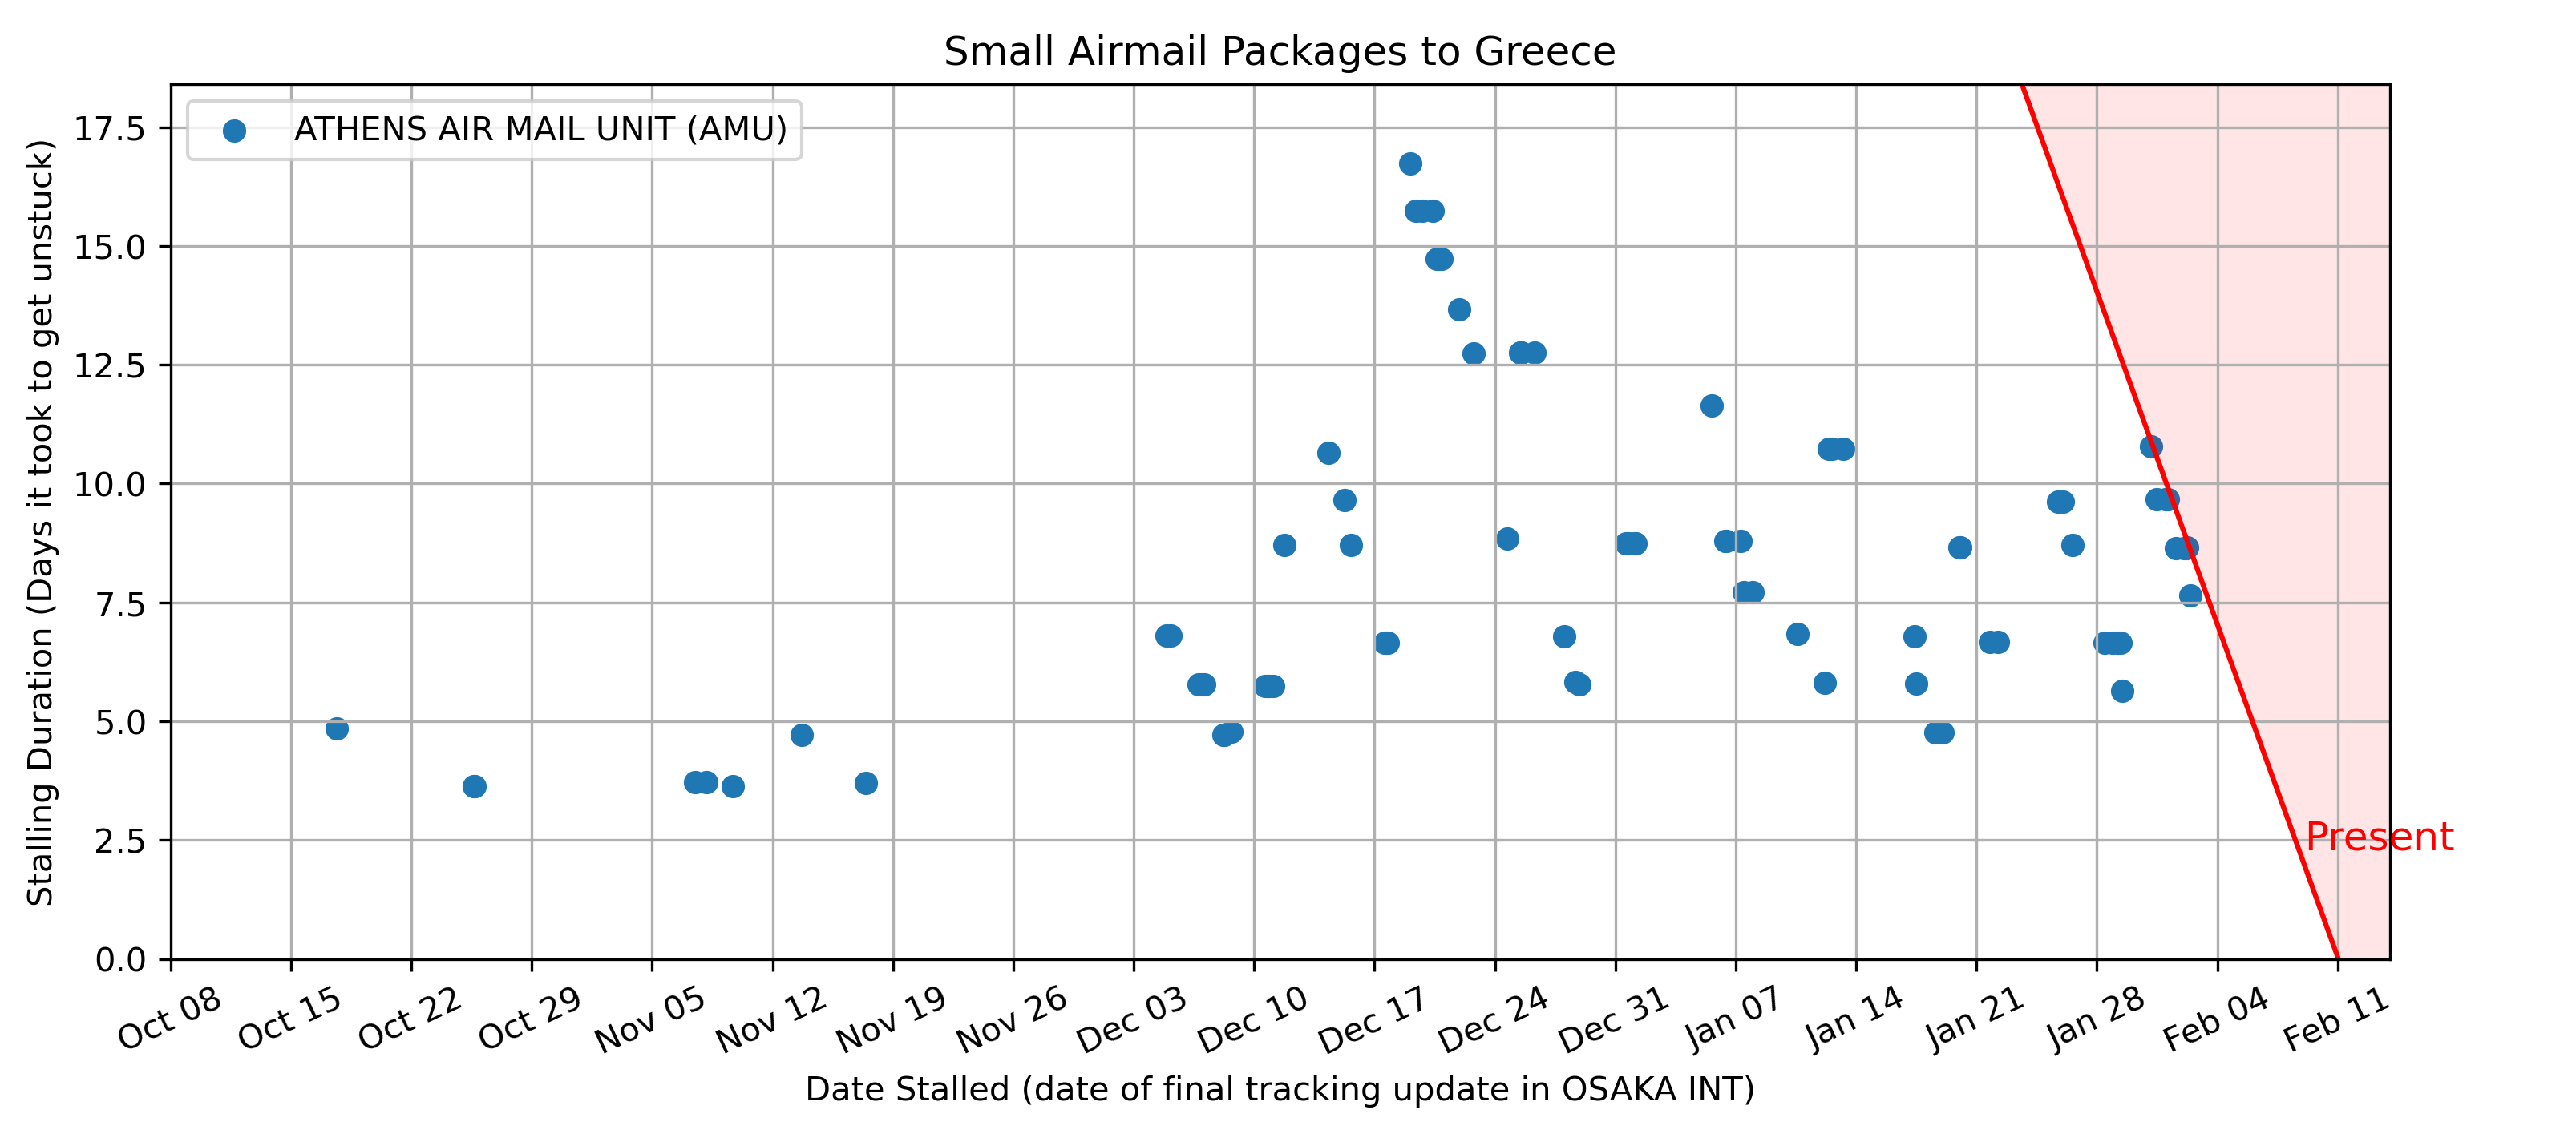 Small Airmail Packages to Greece
ATHENS AIR MAIL UNIT (AMU)
Stalling Duration (Days it took to get unstuck)
17.5
15.0
12.5
10.0
7.5
5.0
2.5
0.0
Present
Oct 08
Oct 15
Oct 22
Oct 29
Nov 05
Nov 12
Nov 19
Nov 26
Dec 03
Dec 10
Dec 17
Dec 24
Dec 31
Jan 07
Jan 14
Jan 21
Jan 28
Feb 04
Feb 11
Date Stalled (date of final tracking update in OSAKA INT)